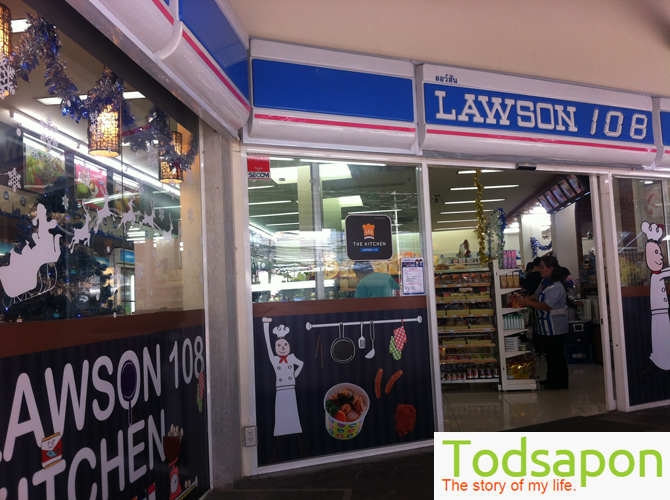 ลอว์สัน
LAWSON 108
SECOM
THE KITCHEN
LAWSON 108
KITCHEN
Todsapon
The story of my life.